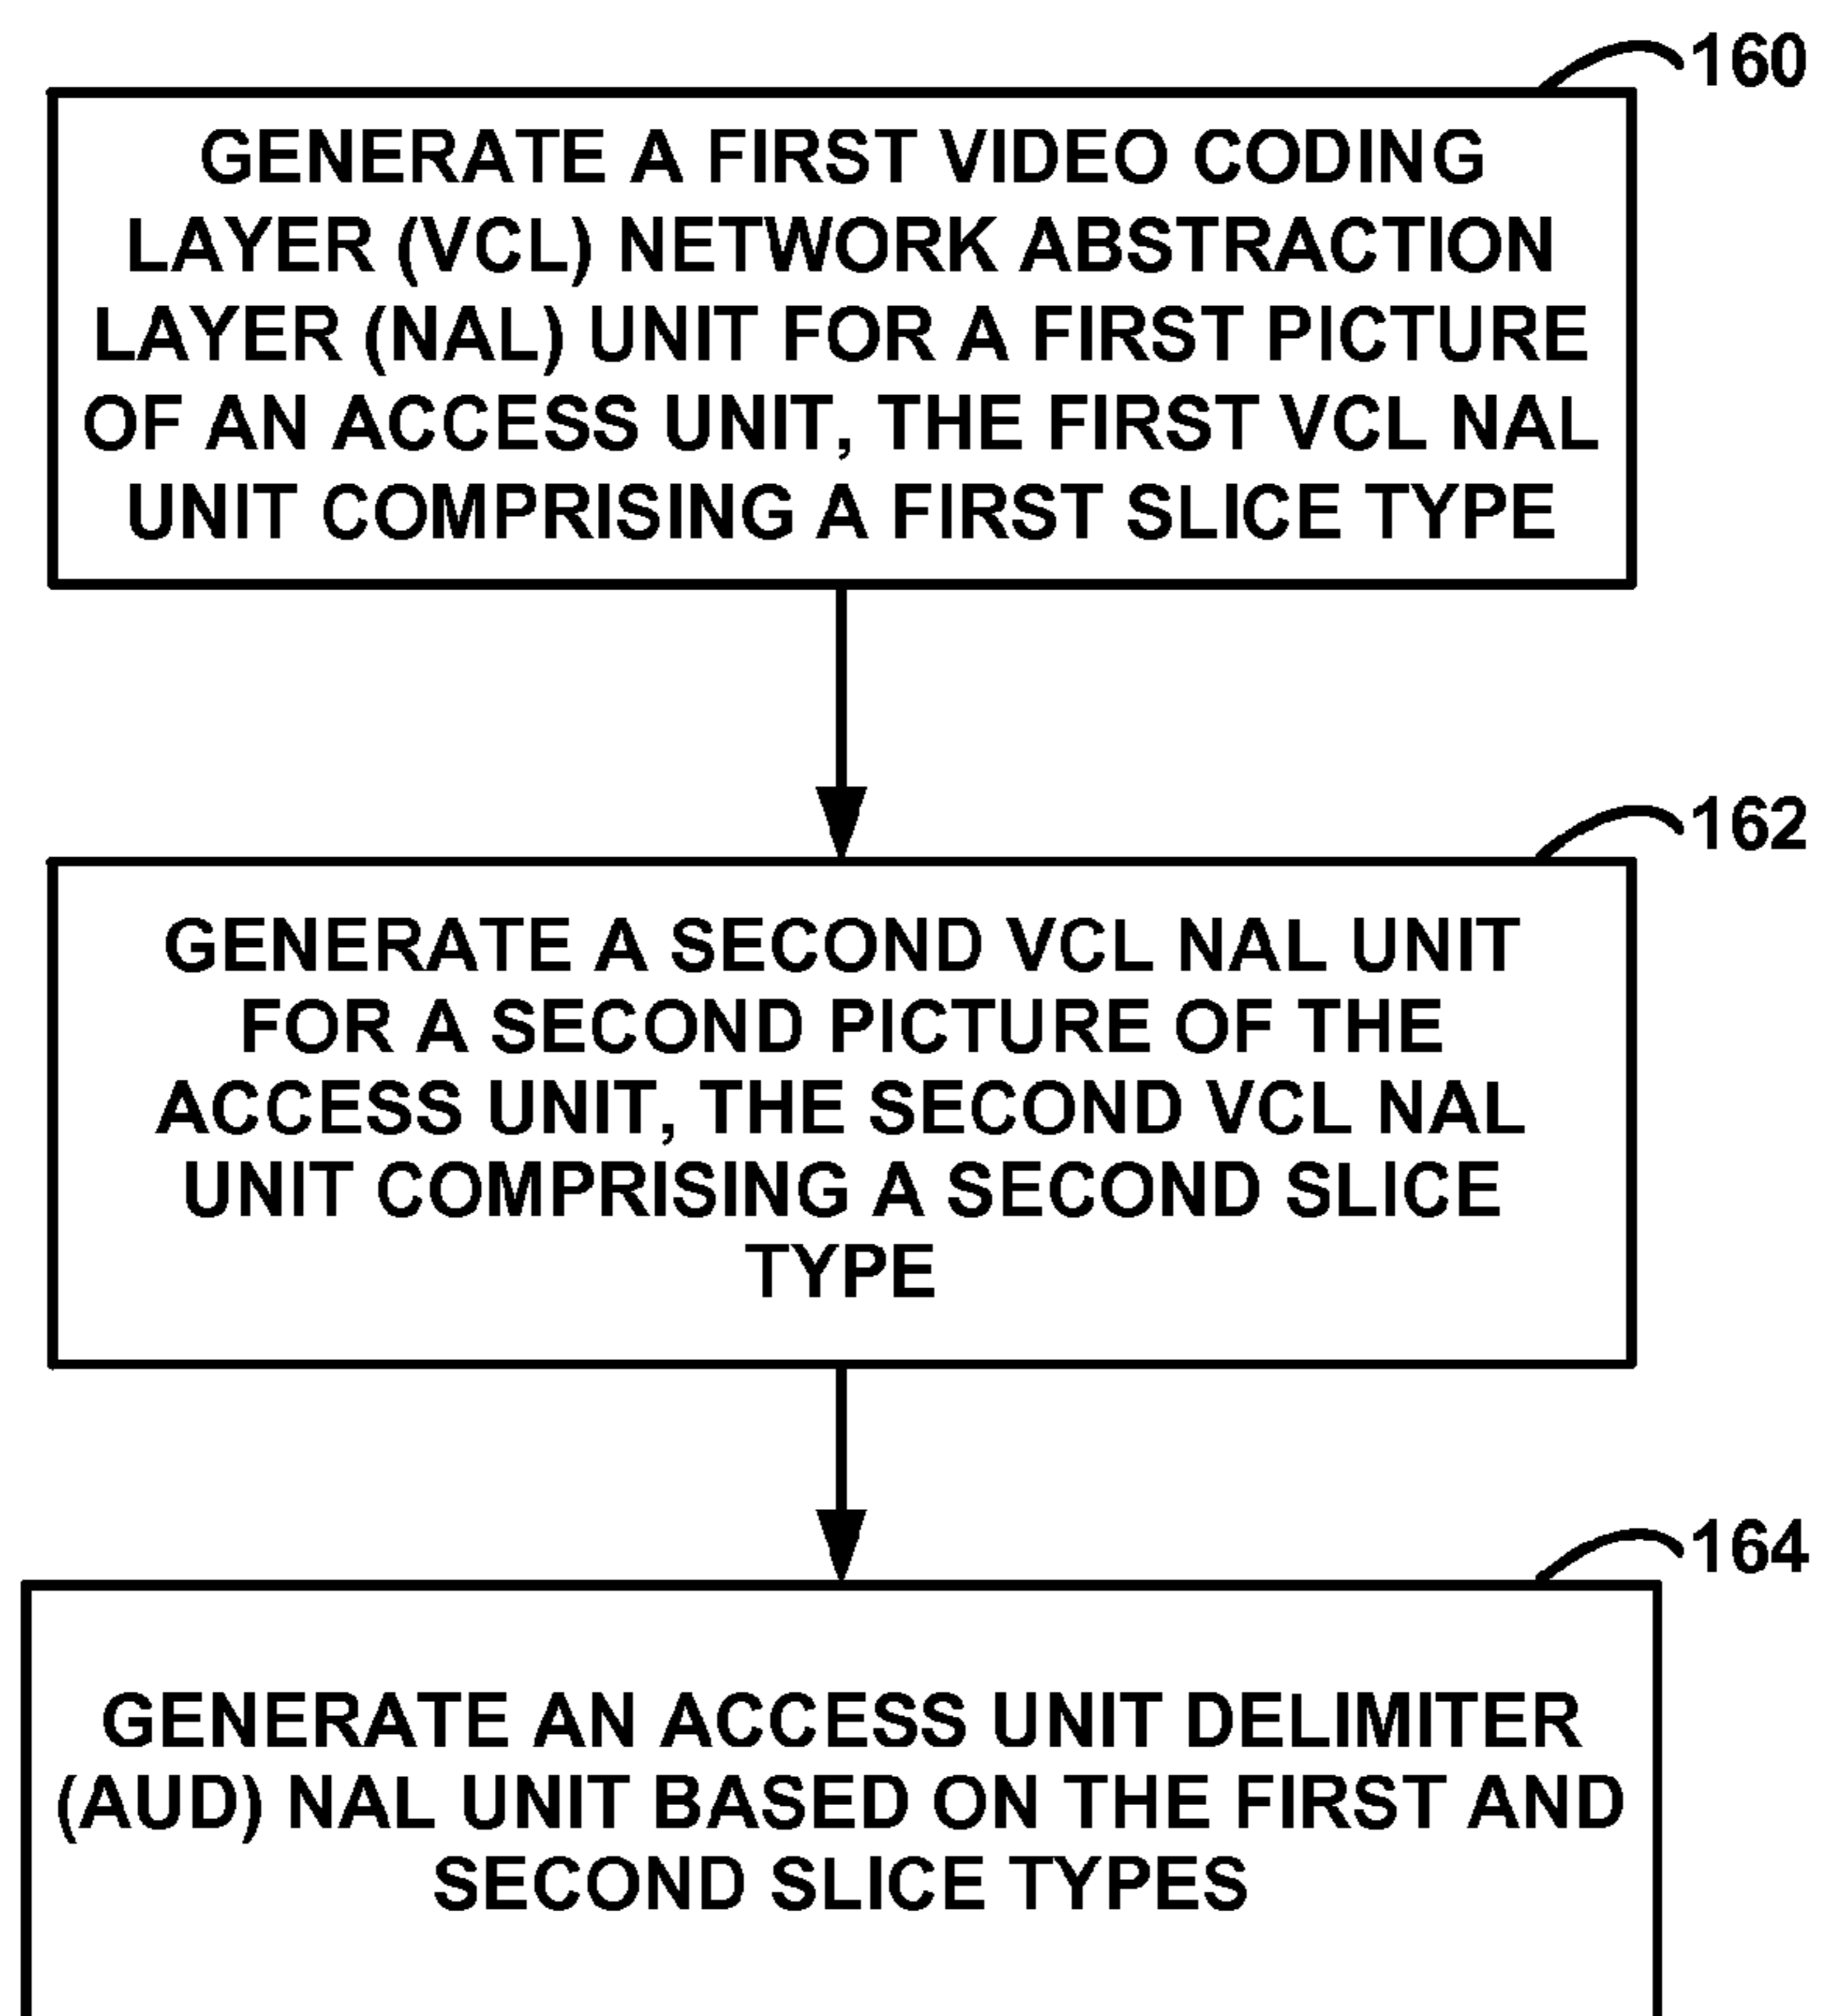 160
GENERATE A FIRST VIDEO CODING
LAYER (VCL) NETWORK ABSTRACTION
LAYER (NAL) UNIT FOR A FIRST PICTURE
OF AN ACCESS UNIT, THE FIRST VCL NAL
UNIT COMPRISING A FIRST SLICE TYPE
162
GENERATE A SECOND VCL NAL UNIT
FOR A SECOND PICTURE OF THE
ACCESS UNIT, THE SECOND VCL NAL
UNIT COMPRISING A SECOND SLICE
TYPE
164
GENERATE AN ACCESS UNIT DELIMITER
(AUD) NAL UNIT BASED ON THE FIRST AND
SECOND SLICE TYPES